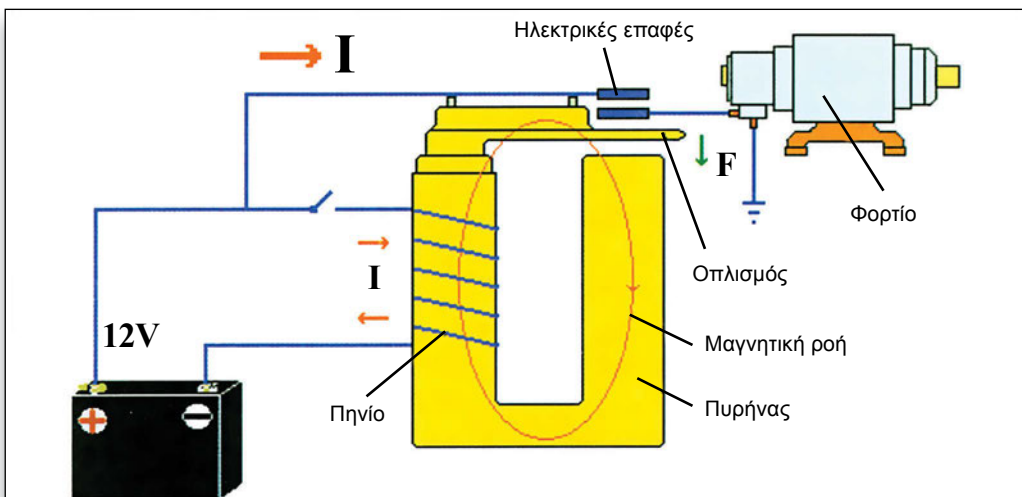 Ηλεκτρικές επαφές
I
F
Φορτίο
Οπλισμός
I
12V
Μαγνητική ροή
Πηνίο
Πυρήνας
+
−